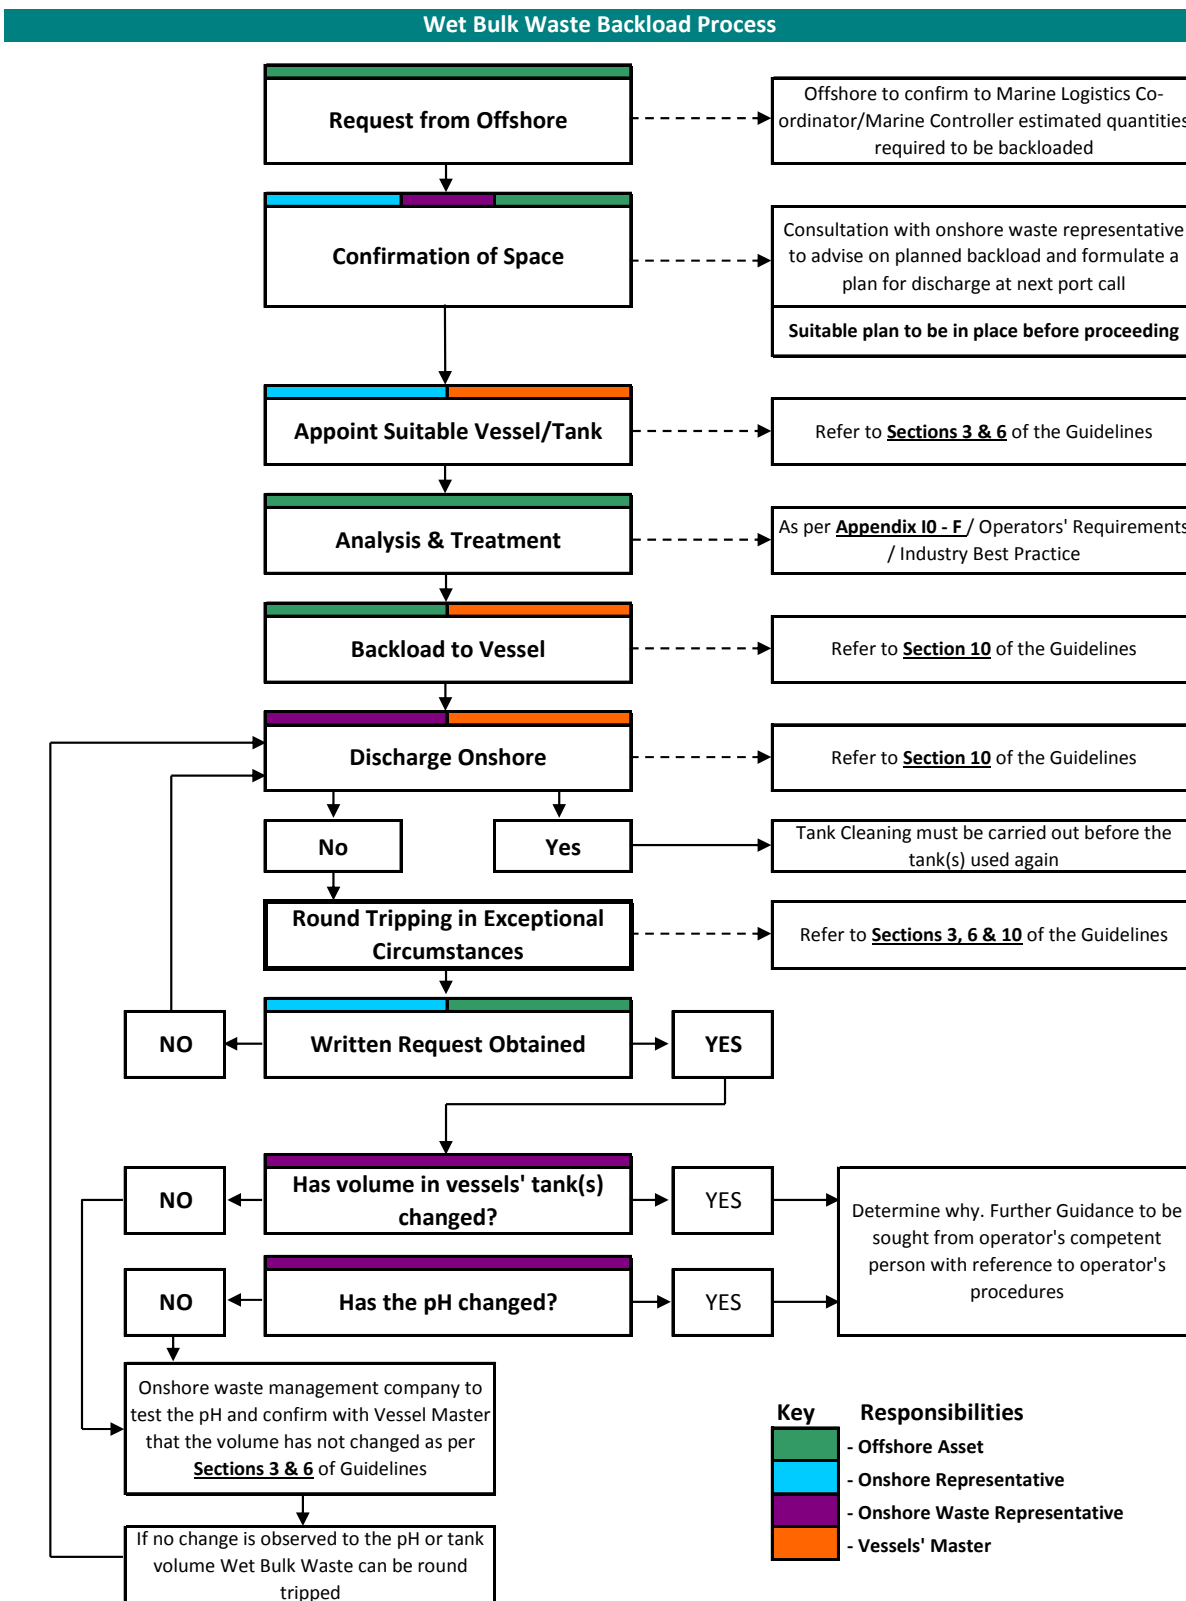 Wet Bulk Waste Backload Process
Request from Offshore
Offshore to confirm to Marine Logistics Co-
ordinator/Marine Controller estimated quantities
required to be backloaded
Confirmation of Space
Consultation with onshore waste representative
to advise on planned backload and formulate a
plan for discharge at next port call
Suitable plan to be in place before proceeding
Appoint Suitable Vessel/Tank
Refer to Sections 3 & 6 of the Guidelines
Analysis & Treatment
As per Appendix I0 - F / Operators' Requirements
/ Industry Best Practice
Backload to Vessel
Refer to Section 10 of the Guidelines
Discharge Onshore
Refer to Section 10 of the Guidelines
No
Yes
Tank Cleaning must be carried out before the
tank(s) used again
Round Tripping in Exceptional
Circumstances
Refer to Sections 3, 6 & 10 of the Guidelines
NO
Written Request Obtained
YES
NO
Has volume in vessels' tank(s)
changed?
YES
Determine why. Further Guidance to be
sought from operator's competent
person with reference to operator's
procedures
NO
Has the pH changed?
YES
Onshore waste management company to
test the pH and confirm with Vessel Master
that the volume has not changed as per
Sections 3 & 6 of Guidelines
If no change is observed to the pH or tank
volume Wet Bulk Waste can be round
tripped
Key Responsibilities
- Offshore Asset
- Onshore Representative
- Onshore Waste Representative
- Vessels' Master